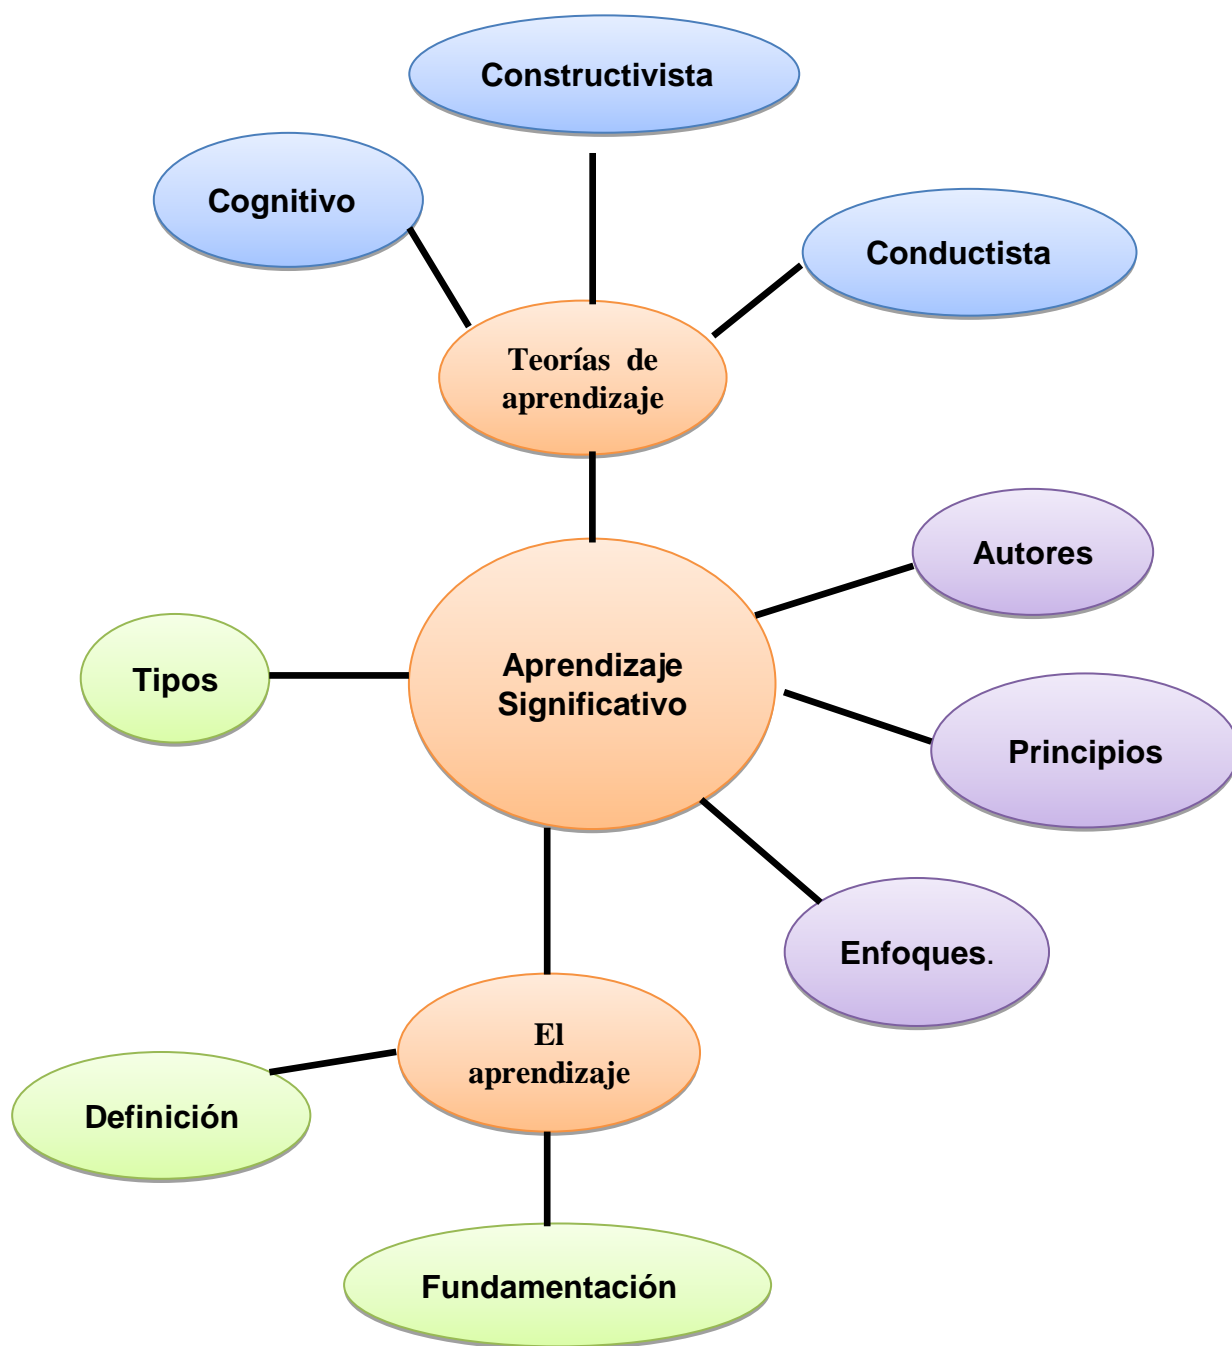 Constructivista
Cognitivo
Conductista
Teorías de
aprendizaje
Autores
Aprendizaje
Significativo
Tipos
Principios
Enfoques.
El
aprendizaje
Definición
Fundamentación